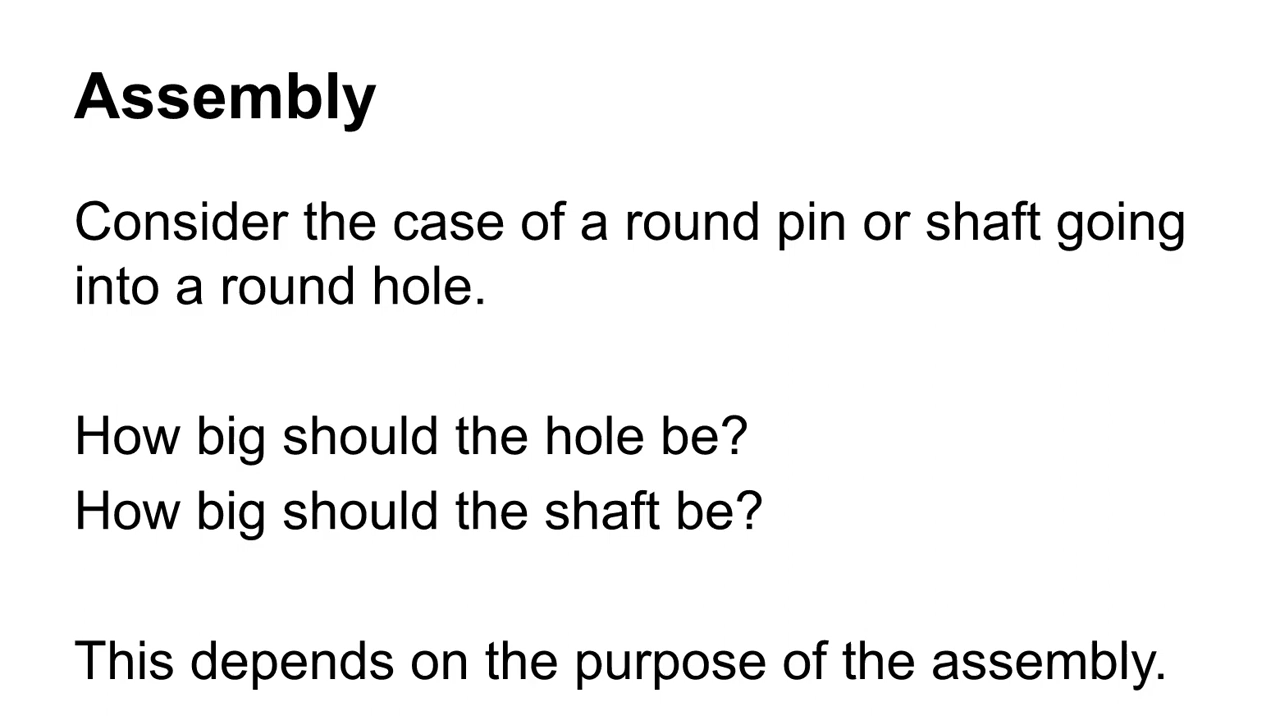 Assembly
Consider the case of a round pin or shaft going
into a round hole.
How big should the hole be?
How big should the shaft be?
This depends on the purpose of the assembly.